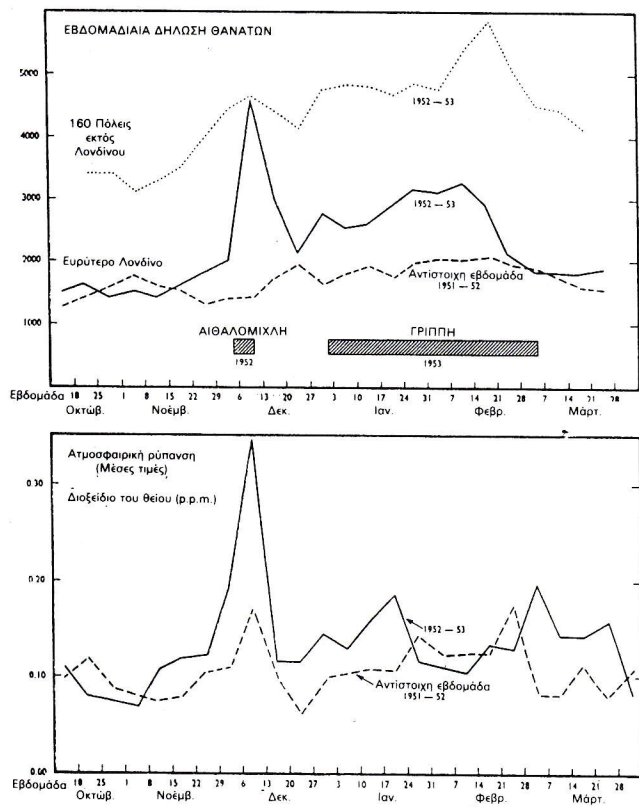 ΕΒΔΟΜΑΔΙΑΙΑ ΔΗΛΩΣΗ ΘΑΝΑΤΩΝ
5000
4000
3000
2000
1000
160 Πόλεις
εκτός
Λονδίνου
1952 – 53
1952 – 53
Ευρύτερο Λονδίνο
Αντίστοιχη εβδομάδα
1951 – 52
ΑΙΘΑΛΟΜΙΧΛΗ
1952
ΓΡΙΠΠΗ
1953
Εβδομάδα 18 25 1 8 15 22 29 6 13 20 27 3 10 17 24 31 7 14 21 28 7 14 21 28
Οκτώβ. Νοέμβ. Δεκ. Ιαν. Φεβρ. Μάρτ.
Ατμοσφαιρική ρύπανση
(Μέσες τιμές)
Διοξείδιο του θείου (p.p.m.)
0.30
0.20
0.10
0.00
1952 – 53
Αντίστοιχη εβδομάδα
1951 – 52
Εβδομάδα 18 25 1 8 15 22 29 6 13 20 27 3 10 17 24 31 7 14 21 28 7 14 21 28
Οκτώβ. Νοέμβ. Δεκ. Ιαν. Φεβρ. Μάρτ.